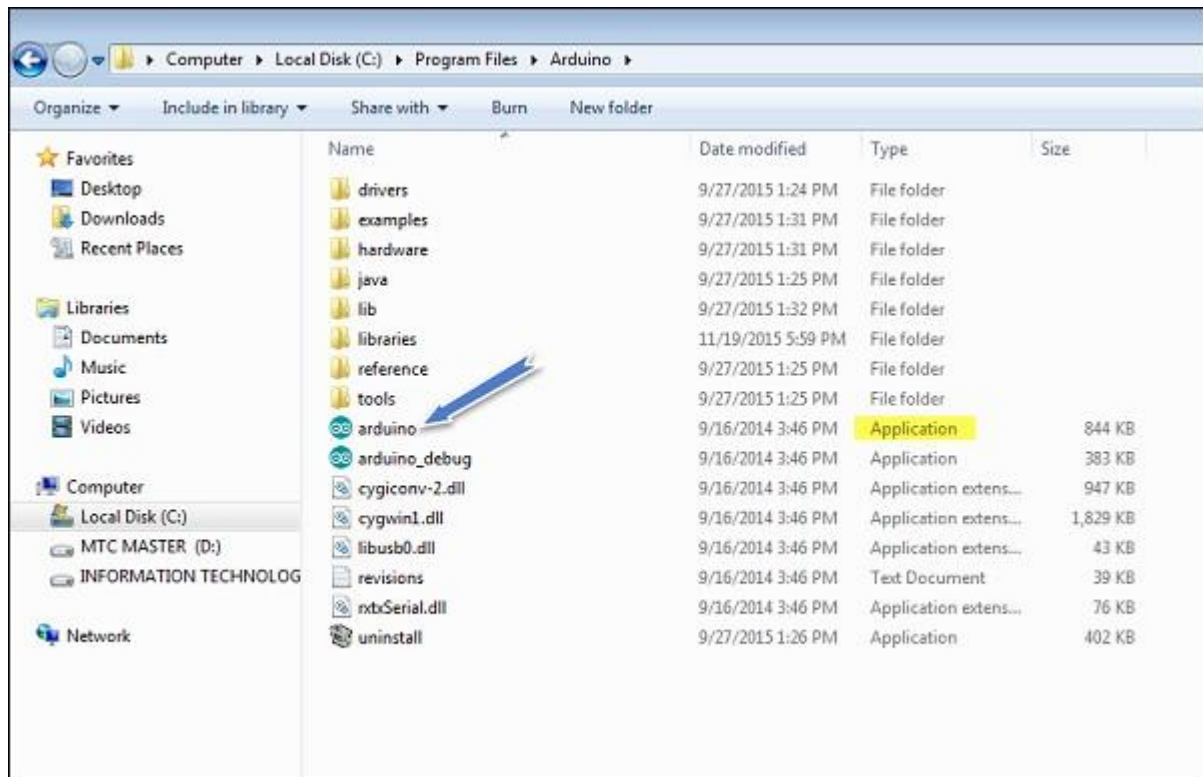 Computer Local Disk (C:) Program Files Arduino
Organize Include in library Share with Burn New folder
Favorites
Desktop
Downloads
Recent Places
Libraries
Documents
Music
Pictures
Videos
Computer
Local Disk (C:)
MTC MASTER (D:)
INFORMATION TECHNOLOG
Network
Name Date modified Type Size
drivers 9/27/2015 1:24 PM File folder
examples 9/27/2015 1:31 PM File folder
hardware 9/27/2015 1:31 PM File folder
java 9/27/2015 1:25 PM File folder
lib 9/27/2015 1:32 PM File folder
libraries 11/19/2015 5:59 PM File folder
reference 9/27/2015 1:25 PM File folder
tools 9/27/2015 1:25 PM File folder
arduino 9/16/2014 3:46 PM Application 844 KB
arduino_debug 9/16/2014 3:46 PM Application 383 KB
cygiconv-2.dll 9/16/2014 3:46 PM Application extens... 947 KB
cygwin1.dll 9/16/2014 3:46 PM Application extens... 1,829 KB
libusb0.dll 9/16/2014 3:46 PM Application extens... 43 KB
revisions 9/16/2014 3:46 PM Text Document 39 KB
rxtxSerial.dll 9/16/2014 3:46 PM Application extens... 76 KB
uninstall 9/27/2015 1:26 PM Application 402 KB